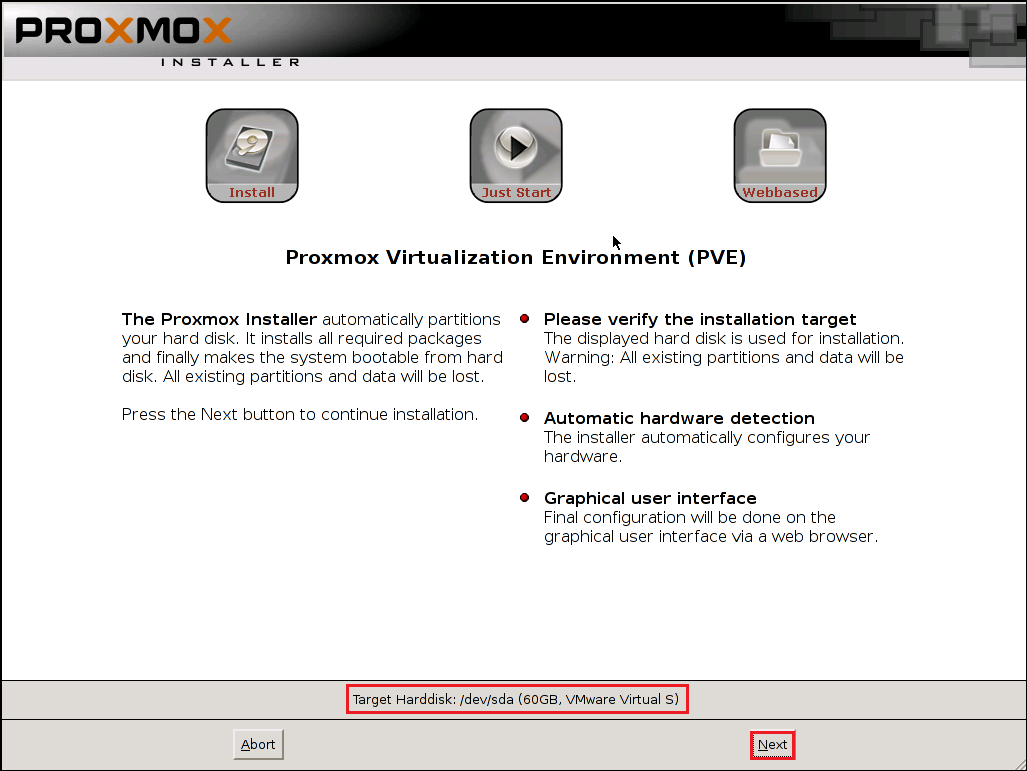 PROXMOX
INSTALLER
Install
Just Start
Webbased
Proxmox Virtualization Environment (PVE)
The Proxmox Installer automatically partitions
your hard disk. It installs all required packages
and finally makes the system bootable from hard
disk. All existing partitions and data will be lost.
Press the Next button to continue installation.
Please verify the installation target
The displayed hard disk is used for installation.
Warning: All existing partitions and data will be
lost.
Automatic hardware detection
The installer automatically configures your
hardware.
Graphical user interface
Final configuration will be done on the
graphical user interface via a web browser.
Target Harddisk: /dev/sda (60GB, VMware Virtual S)
Abort
Next